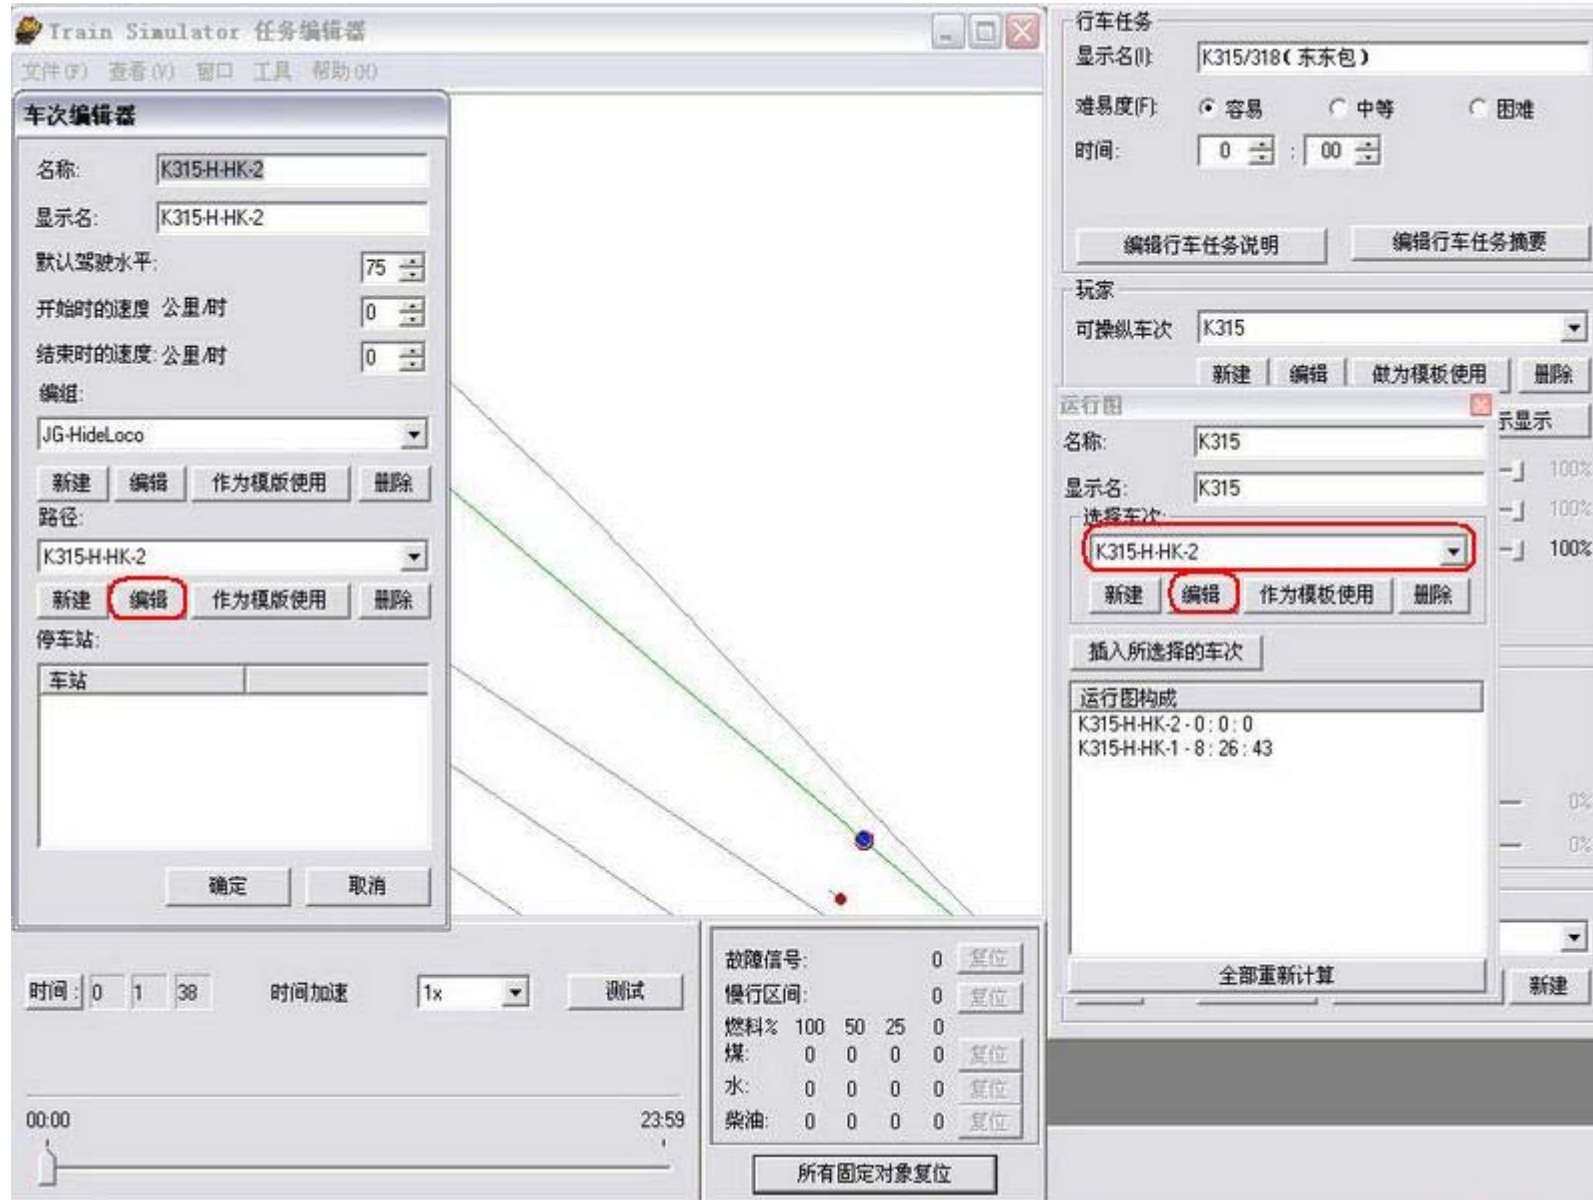 Train Simulator 任务编辑器
文件(F) 查看(V) 窗口 工具 帮助(H)
车次编辑器
名称: K315-H-HK-2
显示名: K315-H-HK-2
默认驾驶水平: 75
开始时的速度 公里/时 0
结束时的速度: 公里/时 0
编组:
JG-HideLoco
新建 编辑 作为模版使用 删除
路径:
K315-H-HK-2
新建 编辑 作为模版使用 删除
停车站:
车站
确定 取消
时间: 0 1 38 时间加速 1x 测试
00:00 23:59
故障信号: 0 复位
慢行区间: 0 复位
燃料% 100 50 25 0
煤: 0 0 0 0 复位
水: 0 0 0 0 复位
柴油: 0 0 0 0 复位
所有固定对象复位
行车任务
显示名(I): K315/318(东东包)
难易度(F): 容易 中等 困难
时间: 0 : 00
编辑行车任务说明 编辑行车任务摘要
玩家
可操纵车次 K315
新建 编辑 做为模板使用 删除
运行图
示显示
名称: K315
100%
显示名: K315
100%
选择车次:
K315-H-HK-2
100%
新建 编辑 作为模板使用 删除
插入所选择的车次
运行图构成
K315-H-HK-2 - 0 : 0 : 0
K315-H-HK-1 - 8 : 26 : 43
0%
0%
全部重新计算
新建